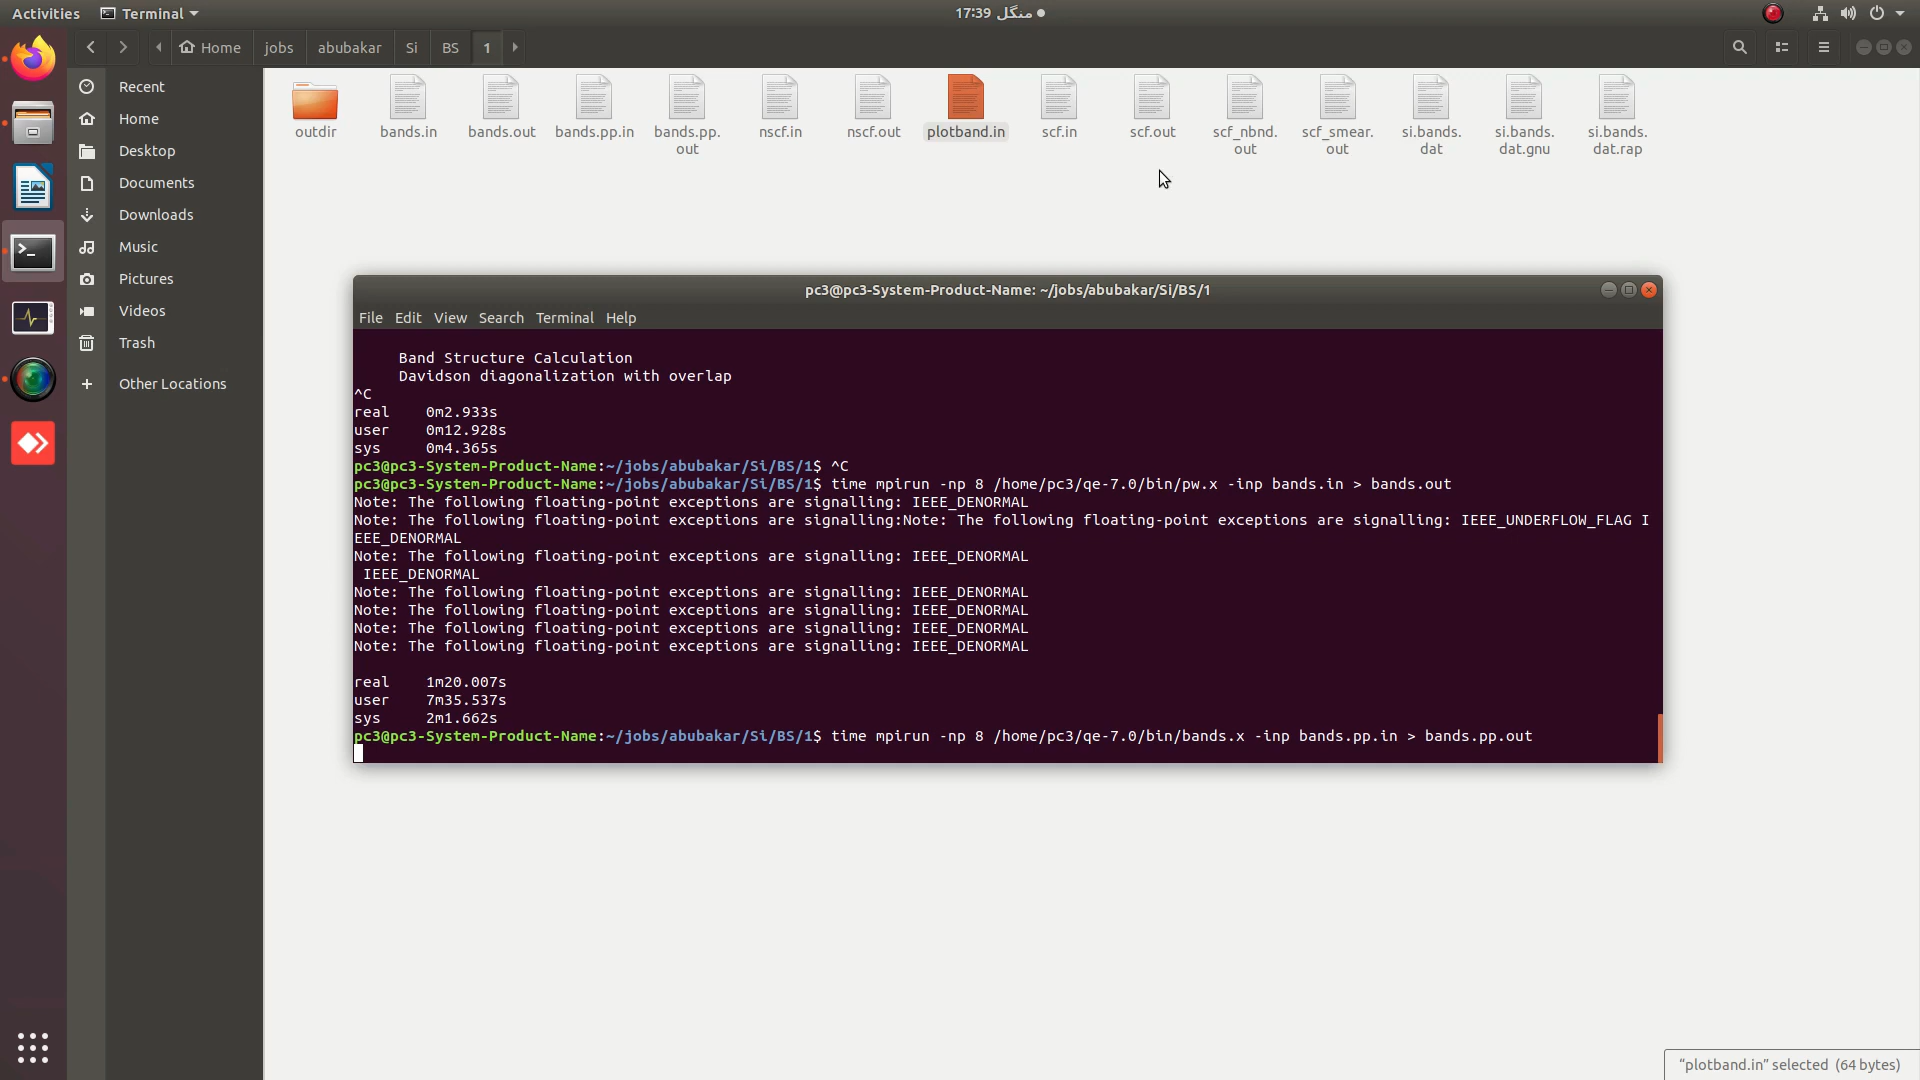 Activities
Terminal
17:39 منگل
Home
jobs
abubakar
Si
BS
1
Recent
Home
Desktop
Documents
Downloads
Music
Pictures
Videos
Trash
Other Locations
outdir
bands.in
bands.out
bands.pp.in
bands.pp.
out
nscf.in
nscf.out
plotband.in
scf.in
scf.out
scf_nbnd.
out
scf_smear.
out
si.bands.
dat
si.bands.
dat.gnu
si.bands.
dat.rap
pc3@pc3-System-Product-Name: ~/jobs/abubakar/Si/BS/1
File Edit View Search Terminal Help
Band Structure Calculation
Davidson diagonalization with overlap
^C
real 0m2.933s
user 0m12.928s
sys 0m4.365s
pc3@pc3-System-Product-Name:~/jobs/abubakar/Si/BS/1$ ^C
pc3@pc3-System-Product-Name:~/jobs/abubakar/Si/BS/1$ time mpirun -np 8 /home/pc3/qe-7.0/bin/pw.x -inp bands.in > bands.out
Note: The following floating-point exceptions are signalling: IEEE_DENORMAL
Note: The following floating-point exceptions are signalling:Note: The following floating-point exceptions are signalling: IEEE_UNDERFLOW_FLAG I
EEE_DENORMAL
Note: The following floating-point exceptions are signalling: IEEE_DENORMAL
IEEE_DENORMAL
Note: The following floating-point exceptions are signalling: IEEE_DENORMAL
Note: The following floating-point exceptions are signalling: IEEE_DENORMAL
Note: The following floating-point exceptions are signalling: IEEE_DENORMAL
Note: The following floating-point exceptions are signalling: IEEE_DENORMAL
real 1m20.007s
user 7m35.537s
sys 2m1.662s
pc3@pc3-System-Product-Name:~/jobs/abubakar/Si/BS/1$ time mpirun -np 8 /home/pc3/qe-7.0/bin/bands.x -inp bands.pp.in > bands.pp.out
“plotband.in” selected (64 bytes)